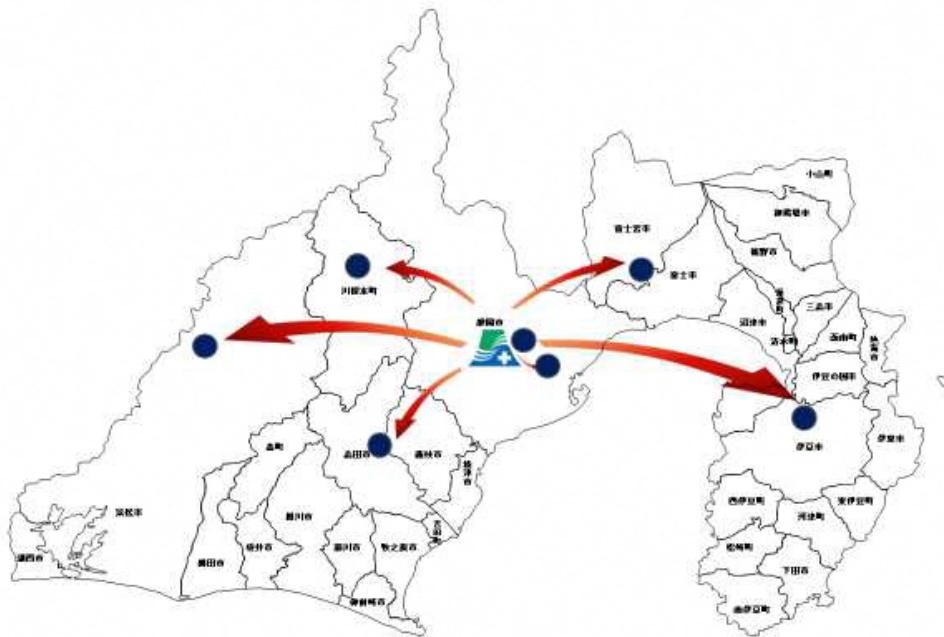 小山町
御殿場市
富士宮市
裾野市
富士市
川根本町
三島市
沼津市
静岡市
函南町
清水町
熱海市
伊豆の国市
伊豆市
伊東市
森町
島田市
藤枝市
焼津市
西伊豆町
東伊豆町
河津町
浜松市
掛川市
吉田町
袋井市
菊川市
牧之原市
湖西市
磐田市
松崎町
下田市
御前崎市
南伊豆町